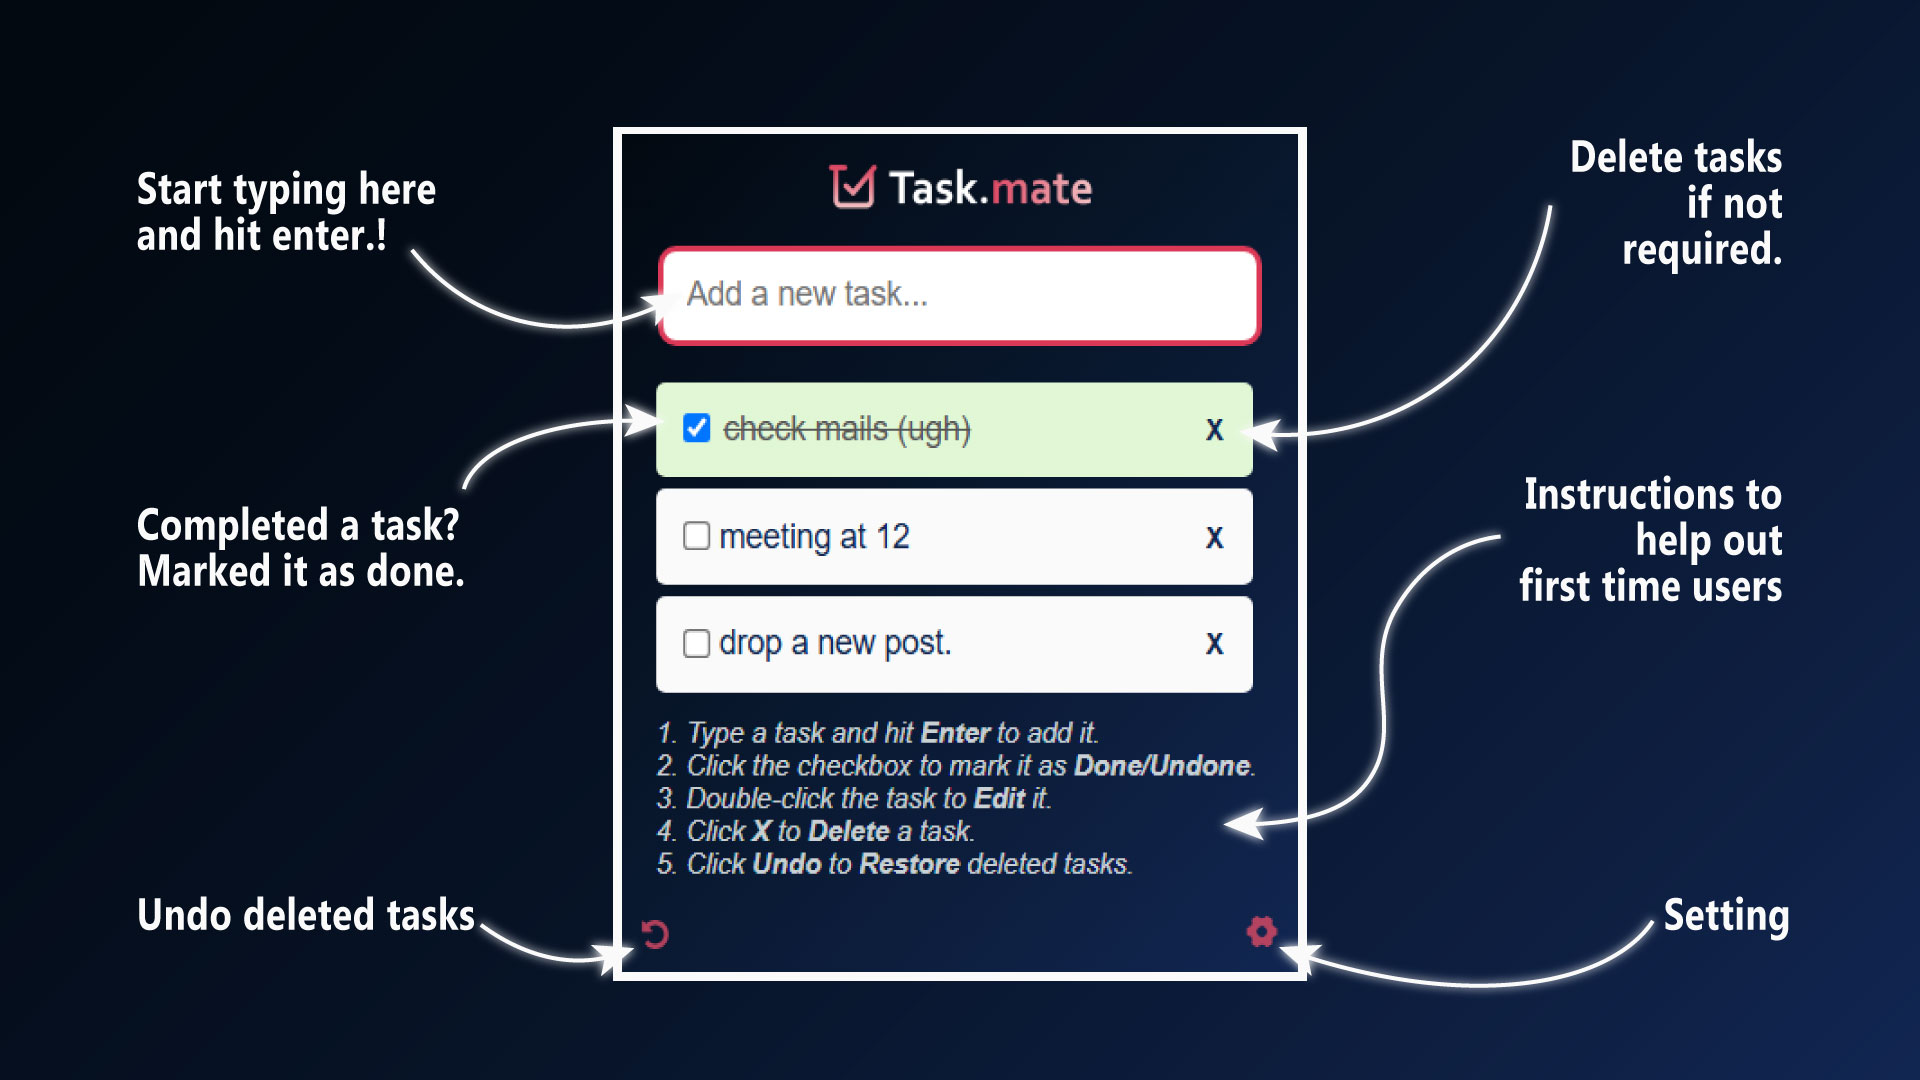 Start typing here
and hit enter.!
Completed a task?
Marked it as done.
Undo deleted tasks
Task.mate
Add a new task...
check mails (ugh) X
meeting at 12 X
drop a new post. X
1. Type a task and hit Enter to add it.
2. Click the checkbox to mark it as Done/Undone.
3. Double-click the task to Edit it.
4. Click X to Delete a task.
5. Click Undo to Restore deleted tasks.
Delete tasks
if not
required.
Instructions to
help out
first time users
Setting